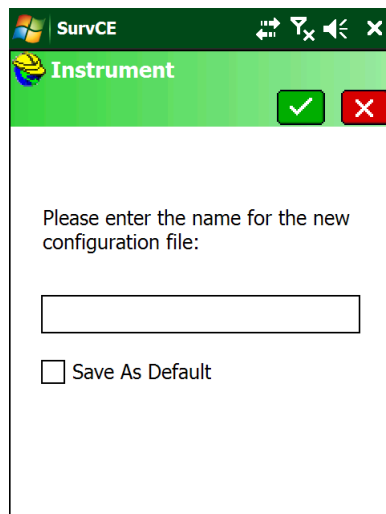 SurvCE
Instrument
Please enter the name for the new
configuration file:
Save As Default